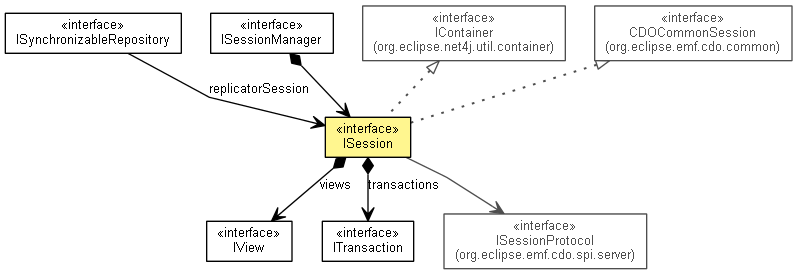 «interface»
ISynchronizableRepository
«interface»
ISessionManager
«interface»
IContainer
(org.eclipse.net4j.util.container)
«interface»
CDOCommonSession
(org.eclipse.emf.cdo.common)
replicatorSession
«interface»
ISession
views
transactions
«interface»
IView
«interface»
ITransaction
«interface»
ISessionProtocol
(org.eclipse.emf.cdo.spi.server)